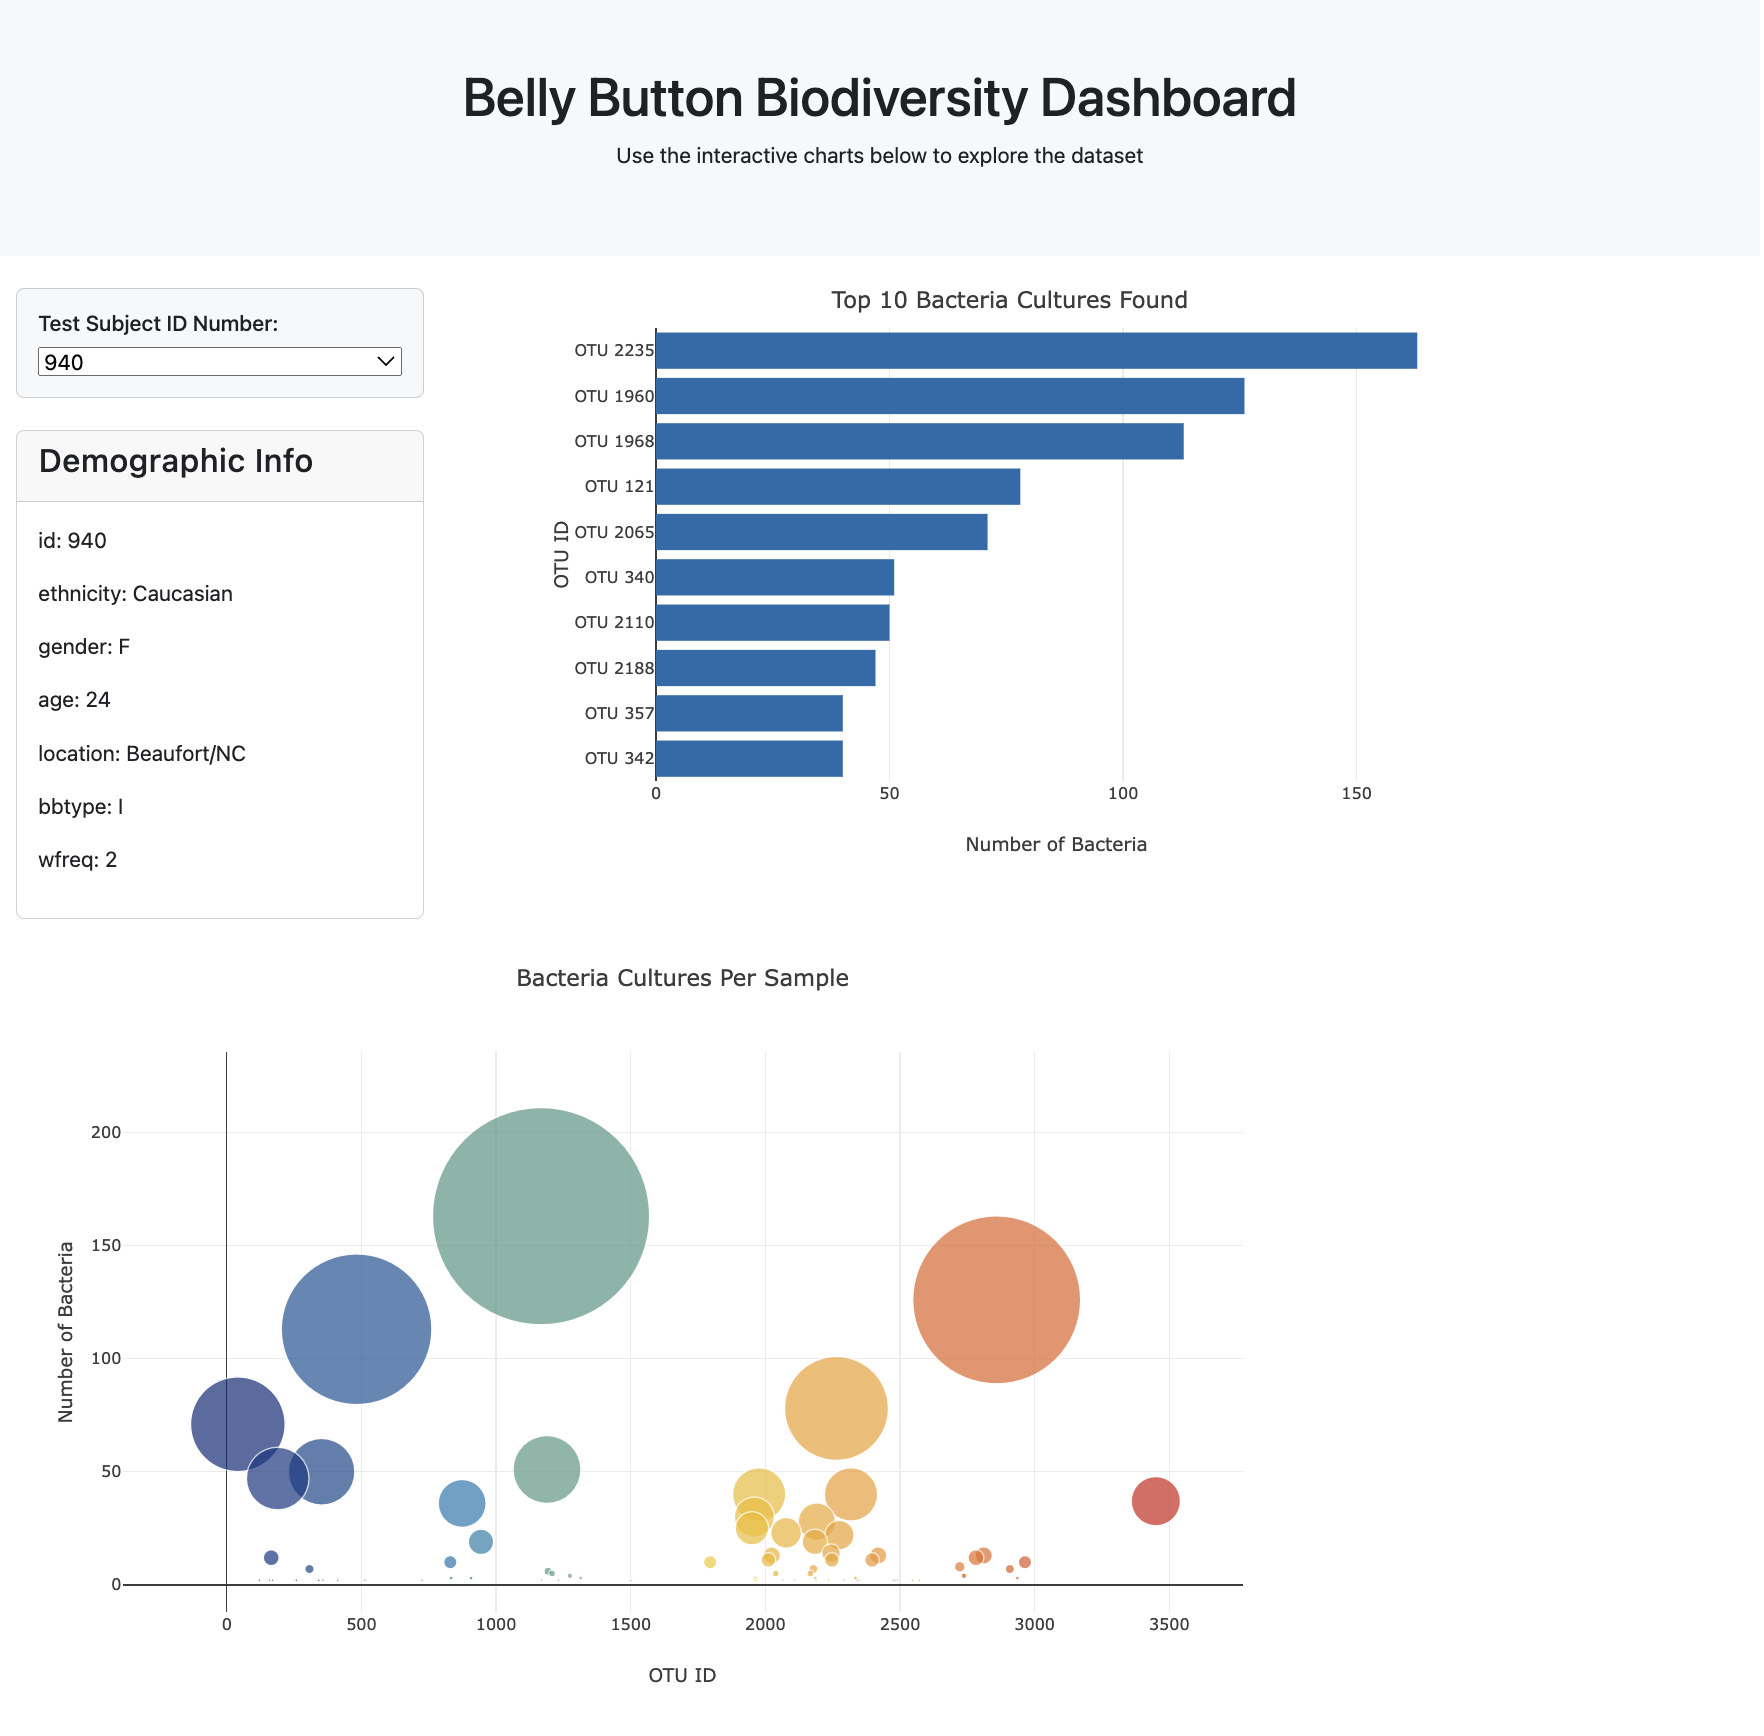 Belly Button Biodiversity Dashboard
Use the interactive charts below to explore the dataset
Test Subject ID Number:
940
Demographic Info
id: 940
ethnicity: Caucasian
gender: F
age: 24
location: Beaufort/NC
bbtype: I
wfreq: 2
Top 10 Bacteria Cultures Found
OTU ID
OTU 2235
OTU 1960
OTU 1968
OTU 121
OTU 2065
OTU 340
OTU 2110
OTU 2188
OTU 357
OTU 342
0 50 100 150
Number of Bacteria
Bacteria Cultures Per Sample
Number of Bacteria
200
150
100
50
0
0 500 1000 1500 2000 2500 3000 3500
OTU ID